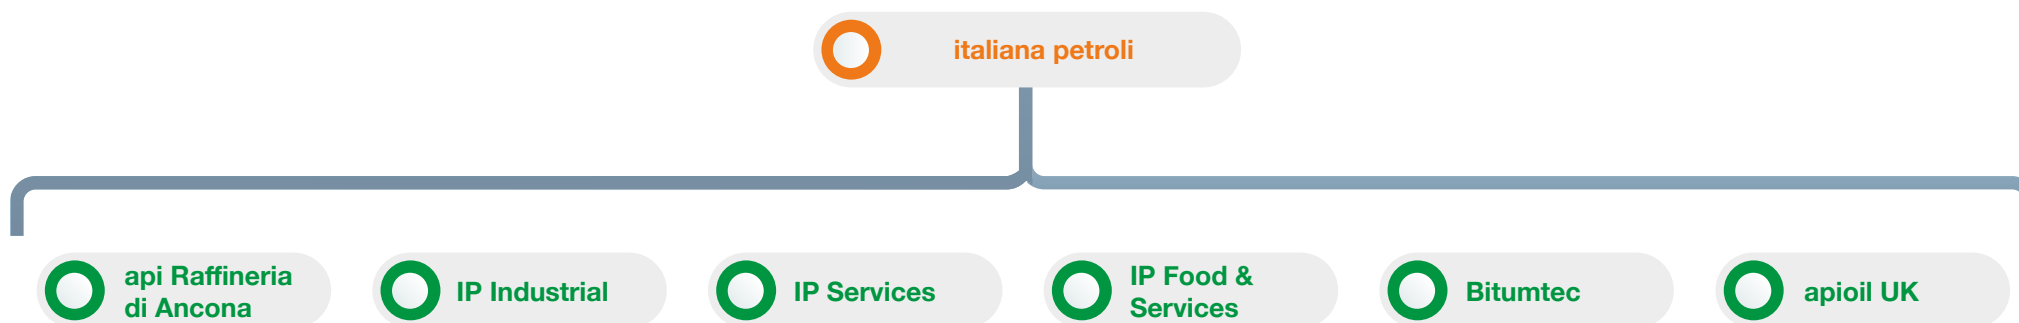 italiana petroli
api Raffineria
di Ancona
IP Industrial
IP Services
IP Food &
Services
Bitumtec
apioil UK